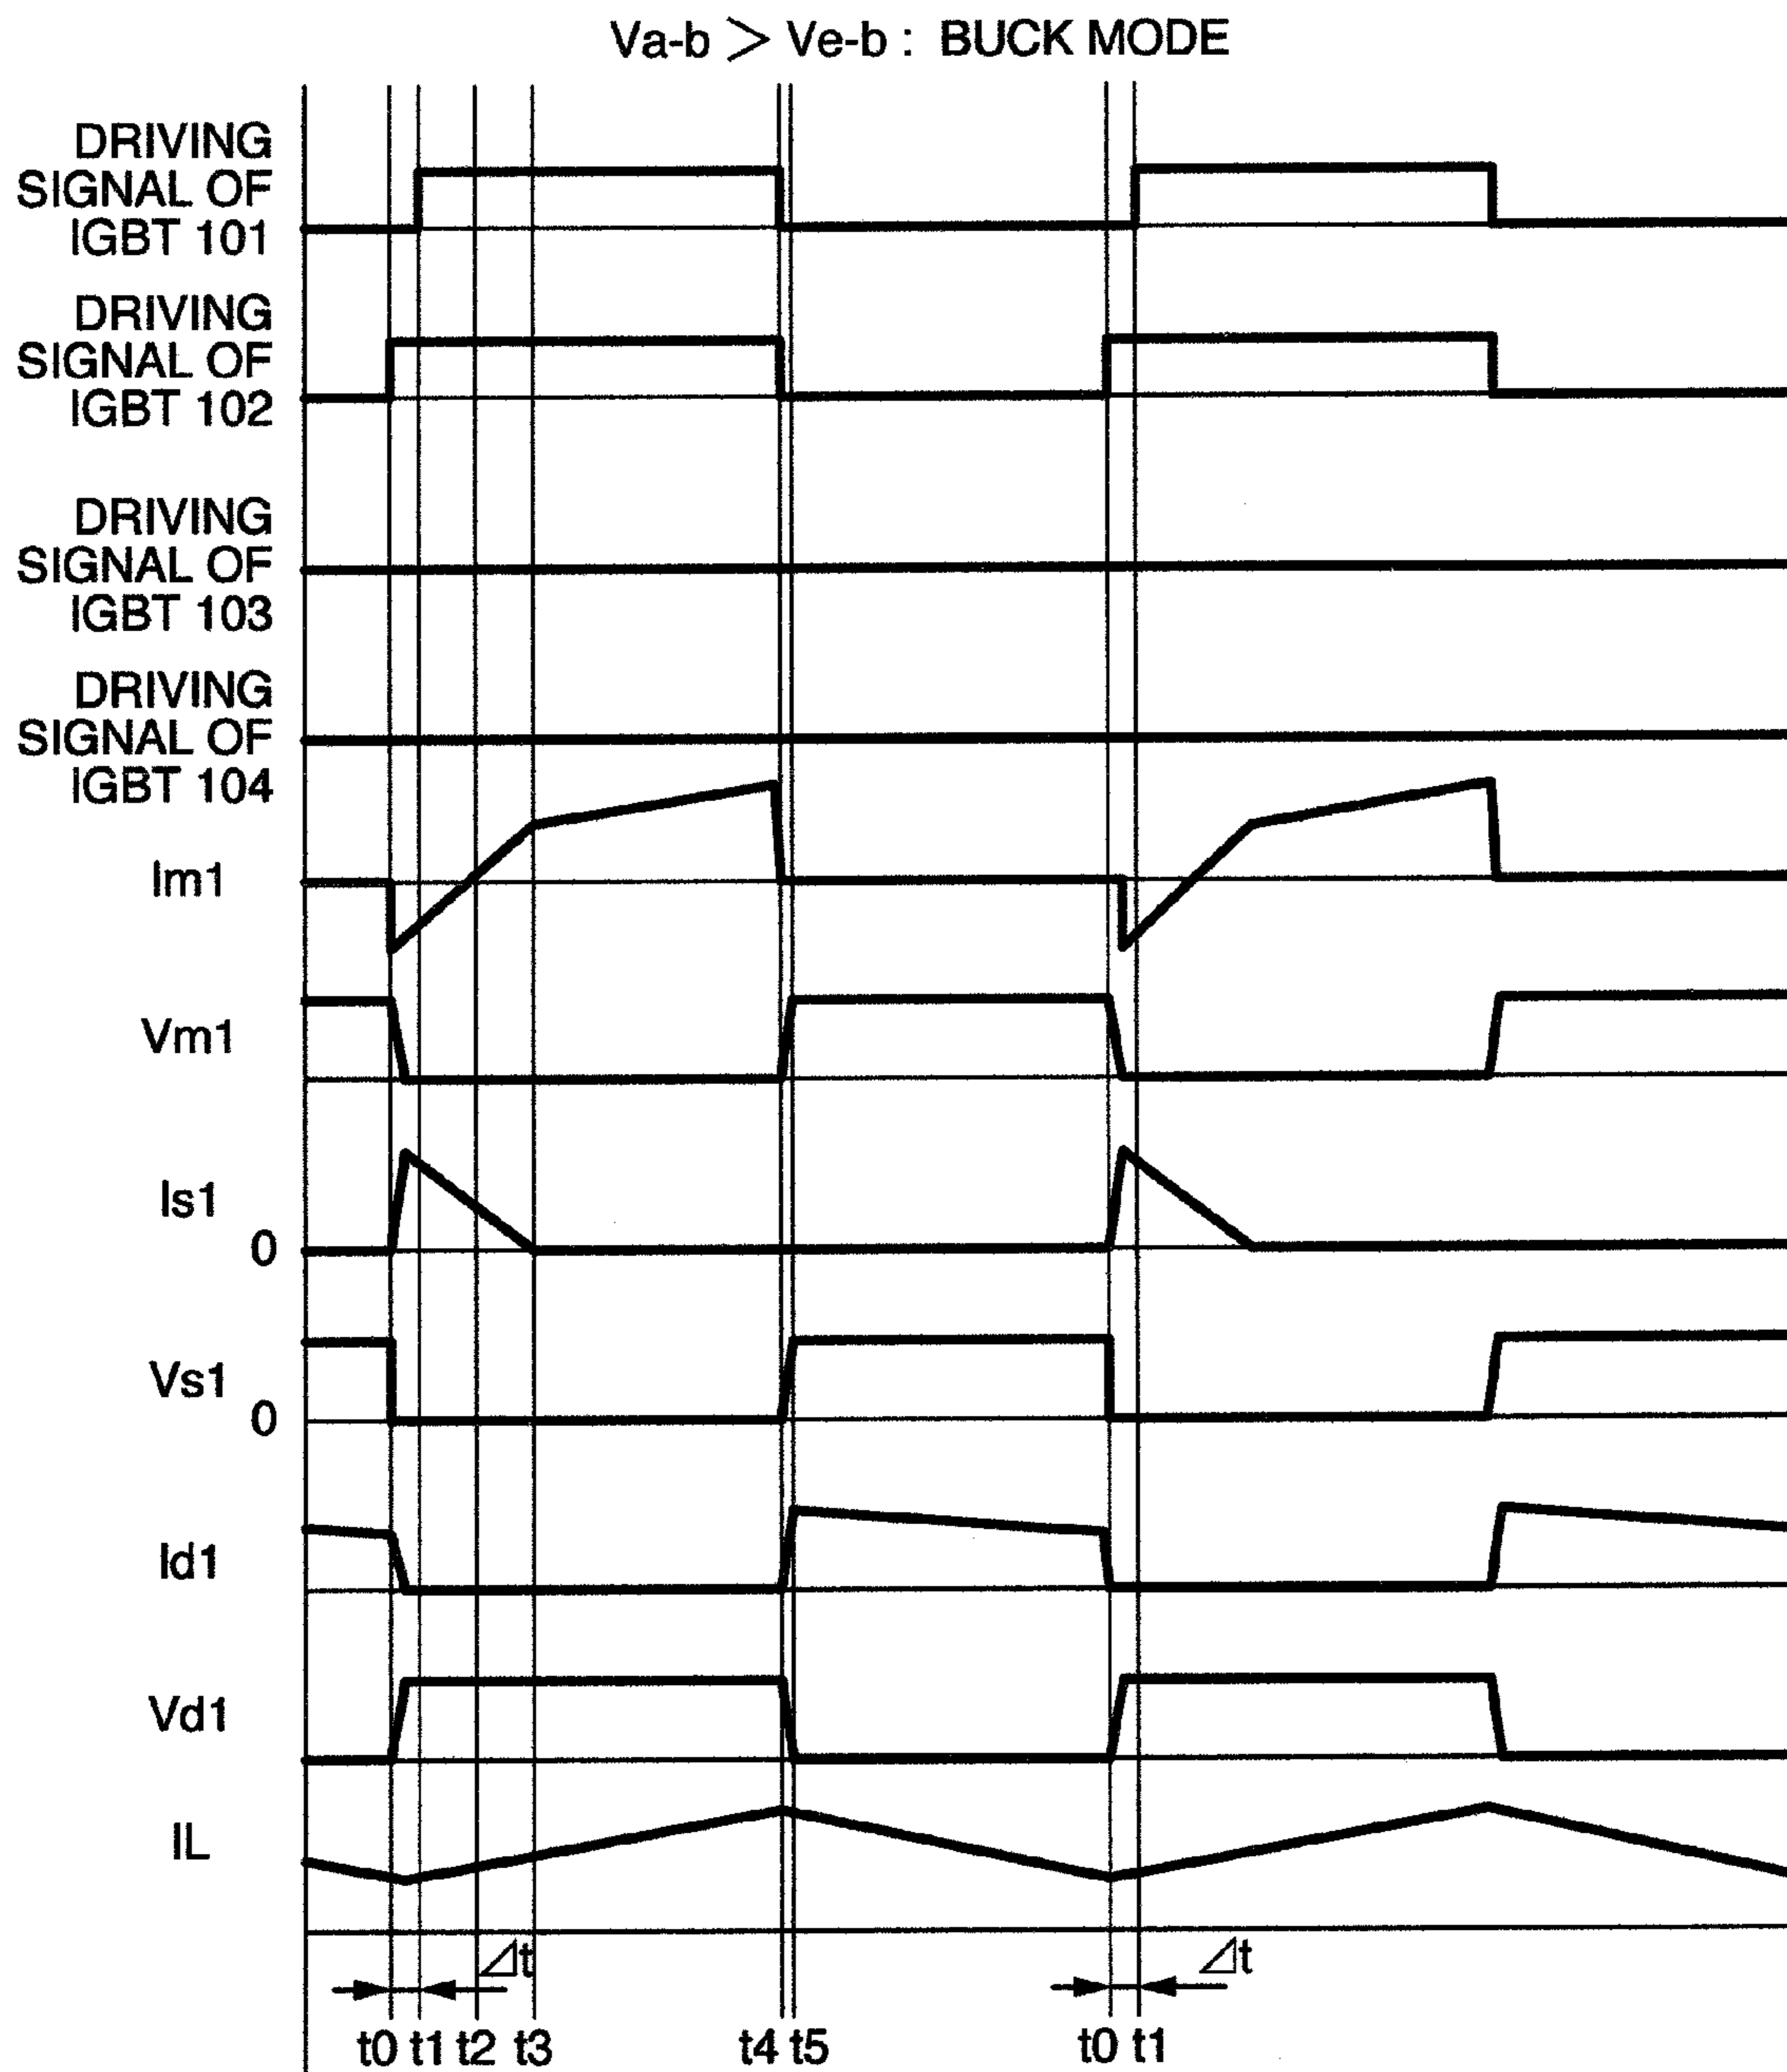 Va-b > Ve-b : BUCK MODE
DRIVING
SIGNAL OF
IGBT 101
DRIVING
SIGNAL OF
IGBT 102
DRIVING
SIGNAL OF
IGBT 103
DRIVING
SIGNAL OF
IGBT 104
Im1
Vm1
Is1
0
Vs1
0
Id1
Vd1
IL
⊿t ⊿t
t0 t1 t2 t3 t4 t5 t0 t1